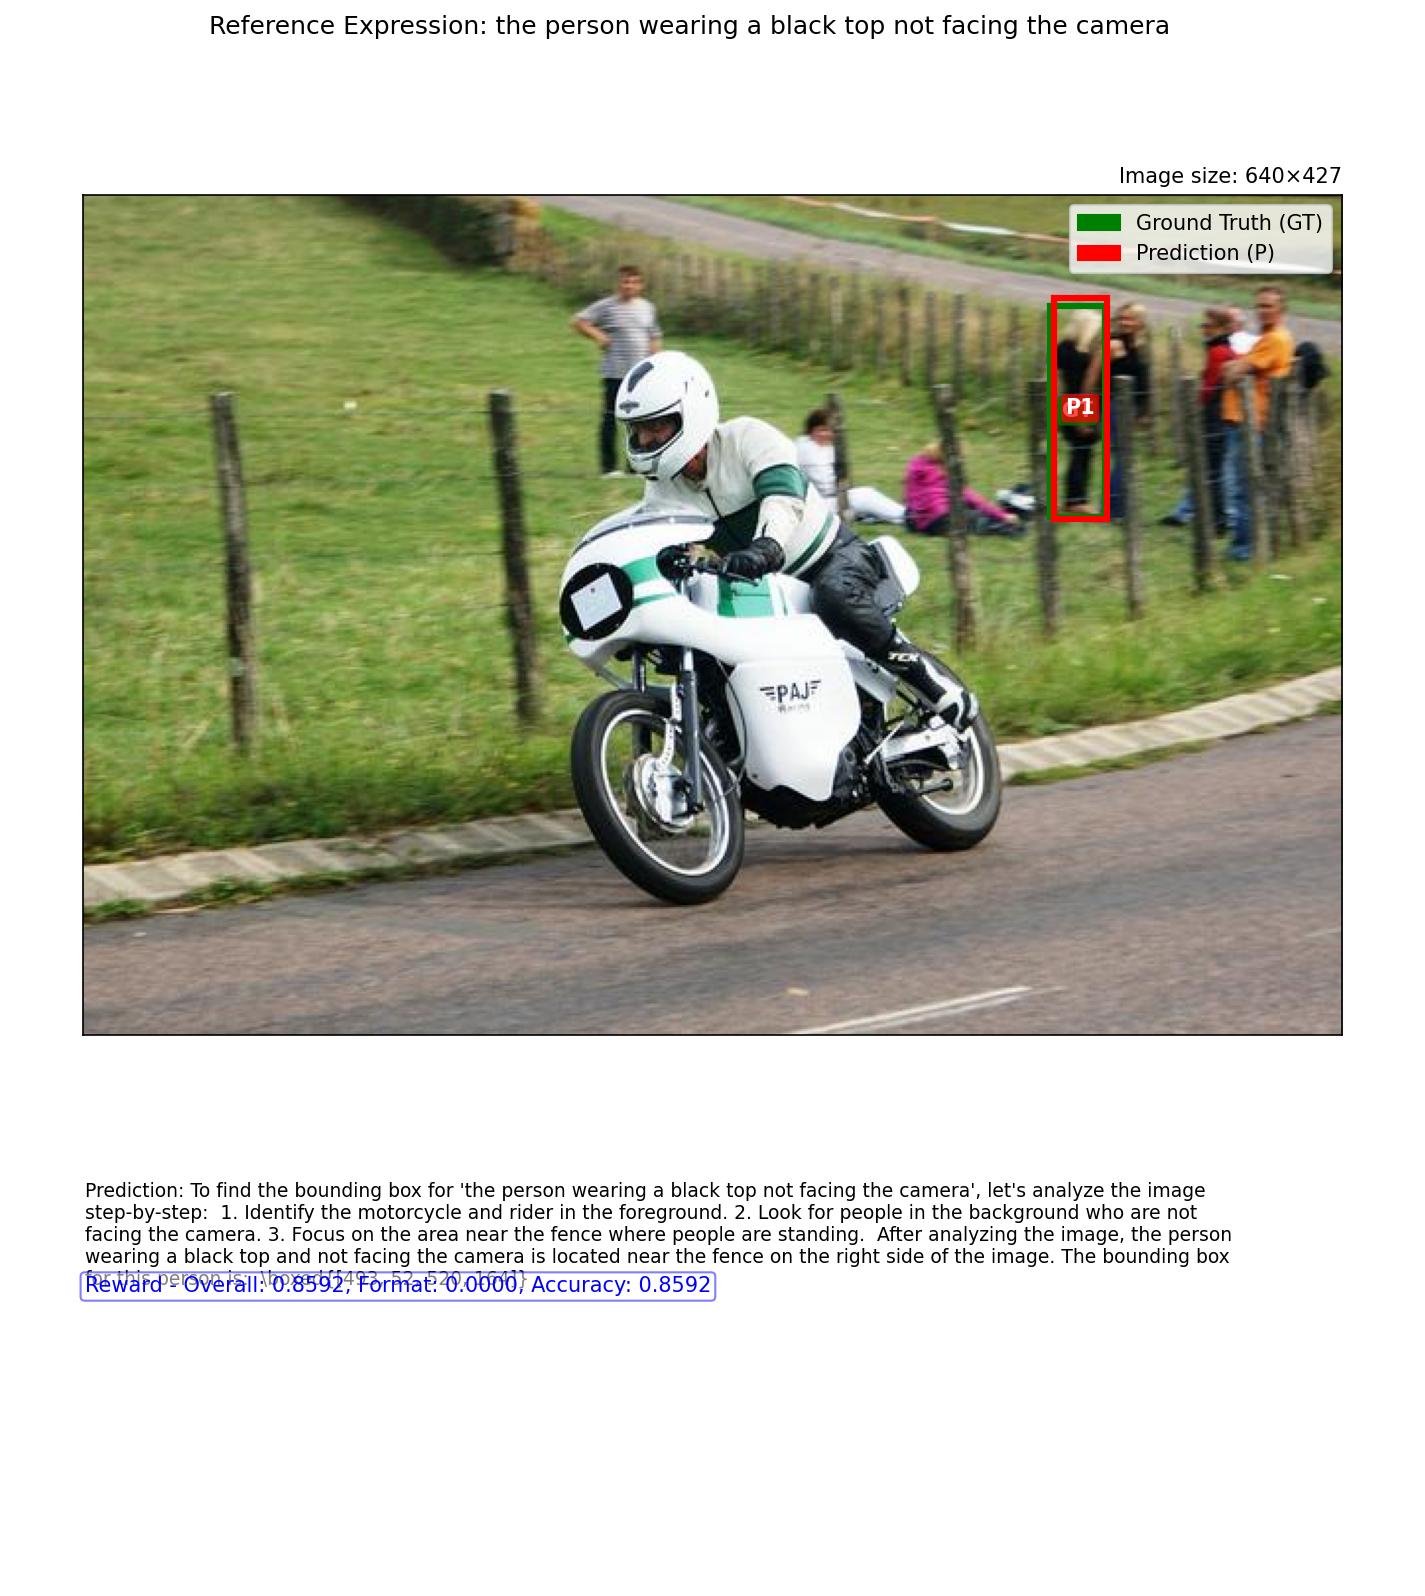 Reference Expression: the person wearing a black top not facing the camera
Image size: 640×427
Ground Truth (GT)
Prediction (P)
P1
TCX
PAJ
Racing
Prediction: To find the bounding box for 'the person wearing a black top not facing the camera', let's analyze the image
step-by-step:  1. Identify the motorcycle and rider in the foreground. 2. Look for people in the background who are not
facing the camera. 3. Focus on the area near the fence where people are standing.  After analyzing the image, the person
wearing a black top and not facing the camera is located near the fence on the right side of the image. The bounding box
for this person is:  \boxed{[493, 52, 520, 164]}
Reward - Overall: 0.8592, Format: 0.0000, Accuracy: 0.8592